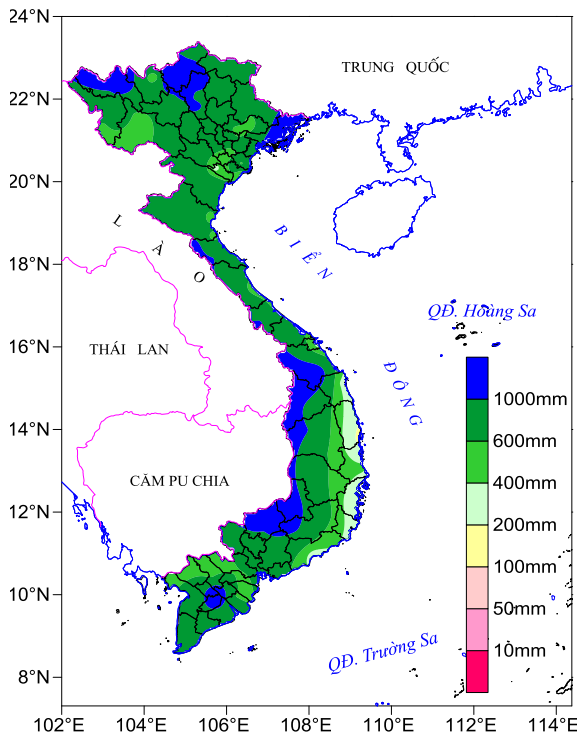 24°N
TRUNG QUỐC
22°N
20°N
LÀO
BIỂN
18°N
QĐ. Hoàng Sa
THÁI LAN
16°N
ĐÔNG
1000mm
14°N
600mm
CĂM PU CHIA
400mm
12°N
200mm
100mm
10°N
50mm
QĐ. Trường Sa
10mm
8°N
102°E 104°E 106°E 108°E 110°E 112°E 114°E